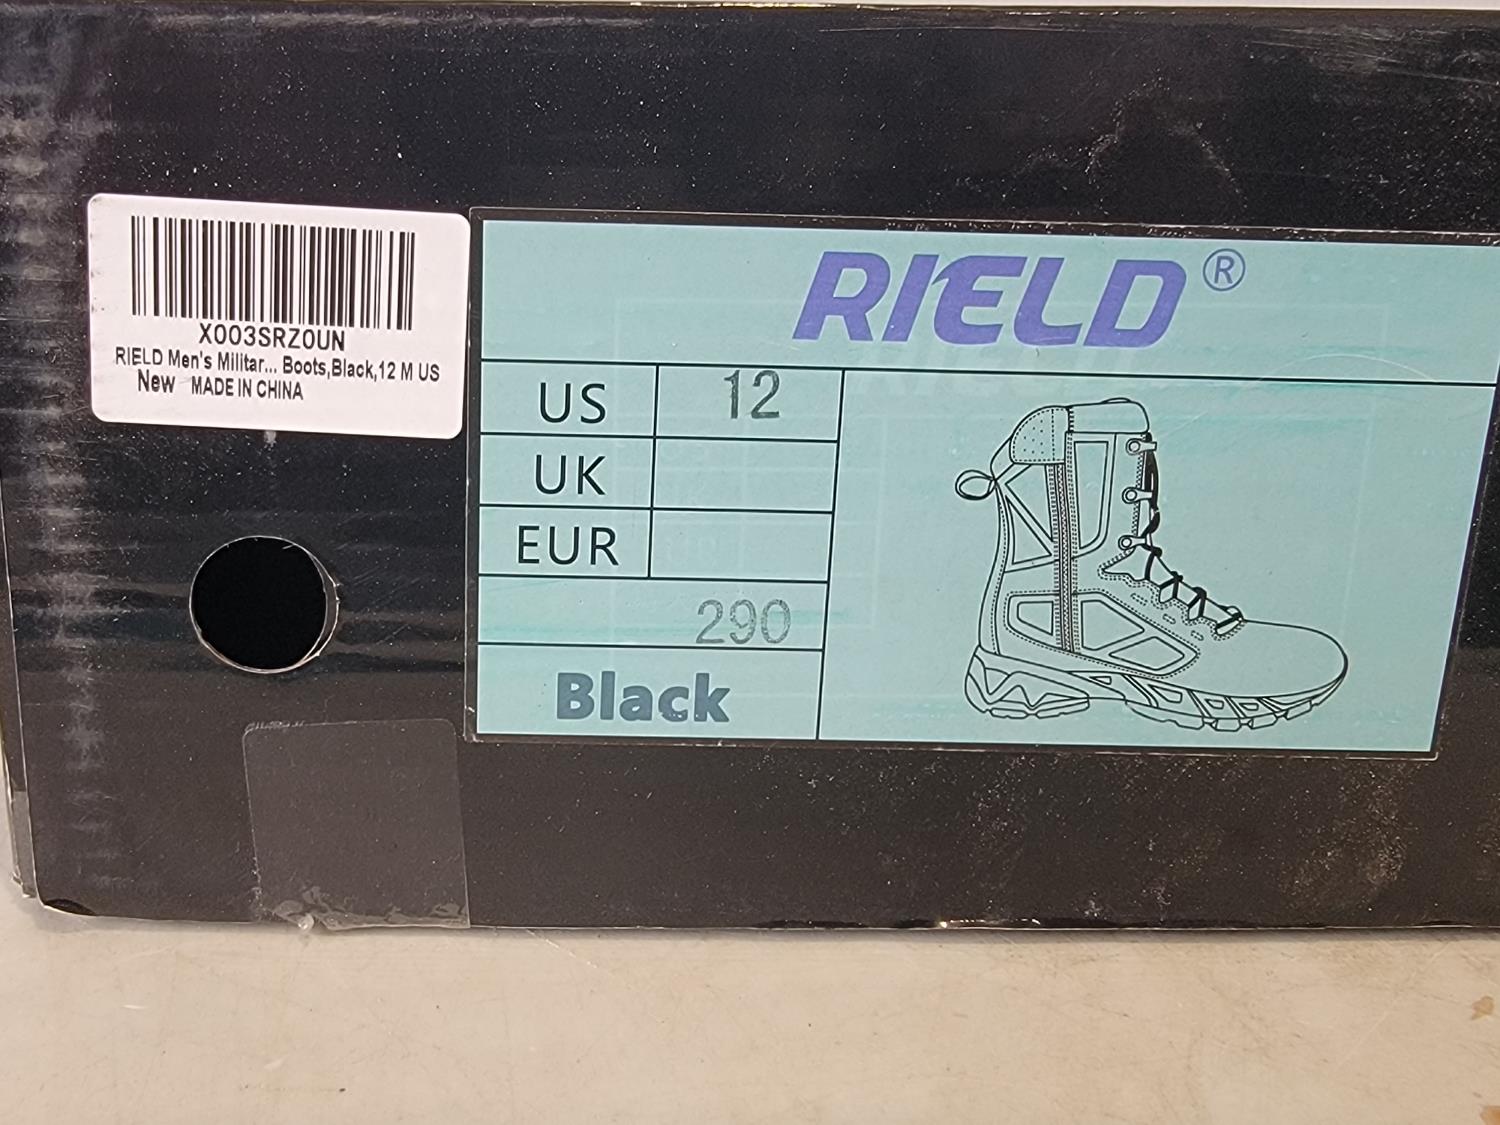 X003SRZ0UN
RIELD Men's Militar... Boots,Black,12 M US
New MADE IN CHINA
RIELD®
US 12
UK
EUR
290
Black